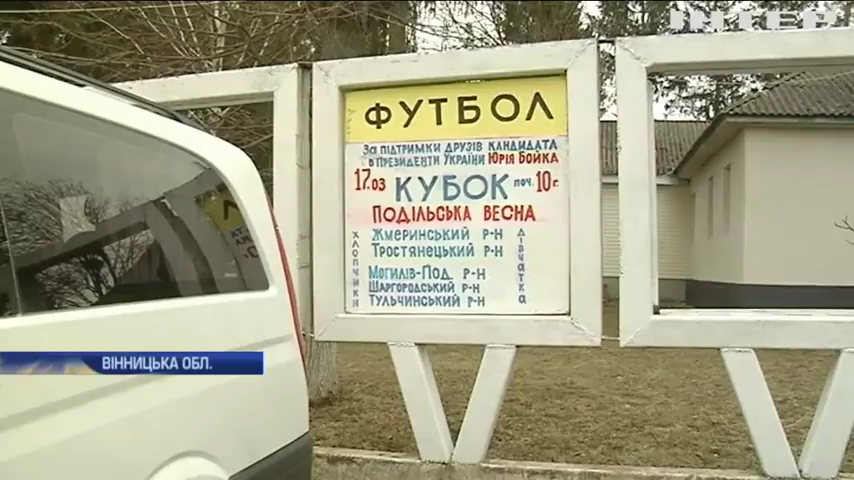 ІНТЕР
ФУТБОЛ
За підтримки друзів кандидата
в Президенти України Юрія Бойка
17.03 КУБОК поч. 10 г.
ПОДІЛЬСЬКА ВЕСНА
ХЛОПЧИКИ
Жмеринський р-н
Тростянецький р-н
Могилів-Под. р-н
Шаргородський р-н
Тульчинський р-н
ДІВЧАТКА
ВІННИЦЬКА ОБЛ.